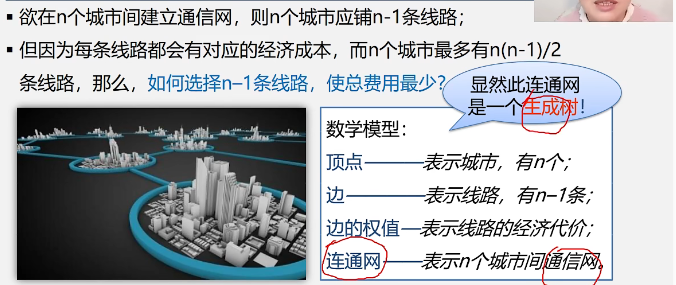 ▪ 欲在n个城市间建立通信网，则n个城市应铺n-1条线路；
▪ 但因为每条线路都会有对应的经济成本，而n个城市最多有n(n-1)/2
条线路，那么，如何选择n–1条线路，使总费用最少？
显然此连通网
是一个生成树！
数学模型：
顶点———表示城市，有n个；
边———表示线路，有n–1条；
边的权值—表示线路的经济代价；
连通网——表示n个城市间通信网。